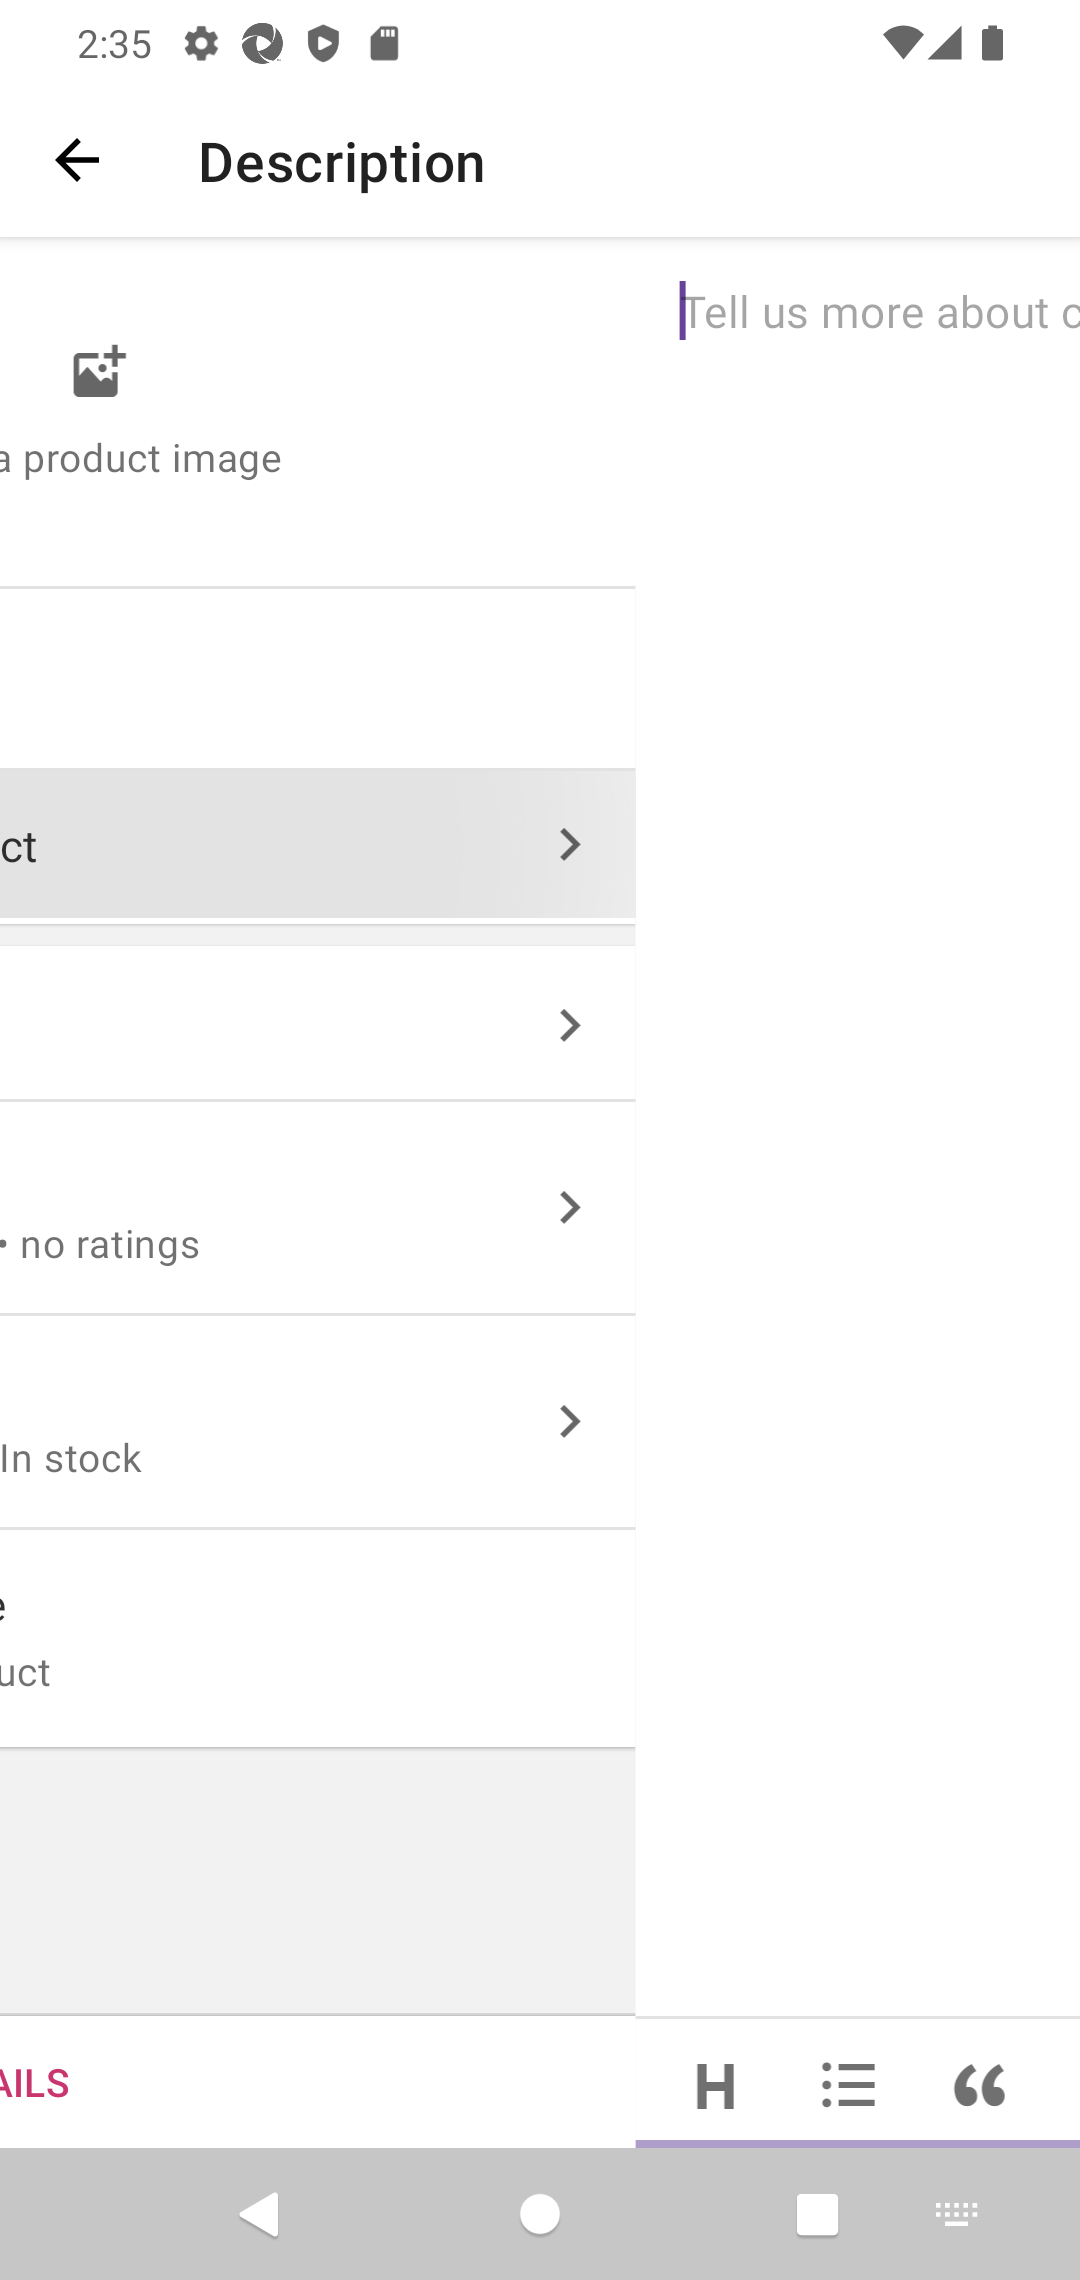 2:35
Description
Tell us more about
a product image
ct
• no ratings
In stock
e
uct
AILS
H